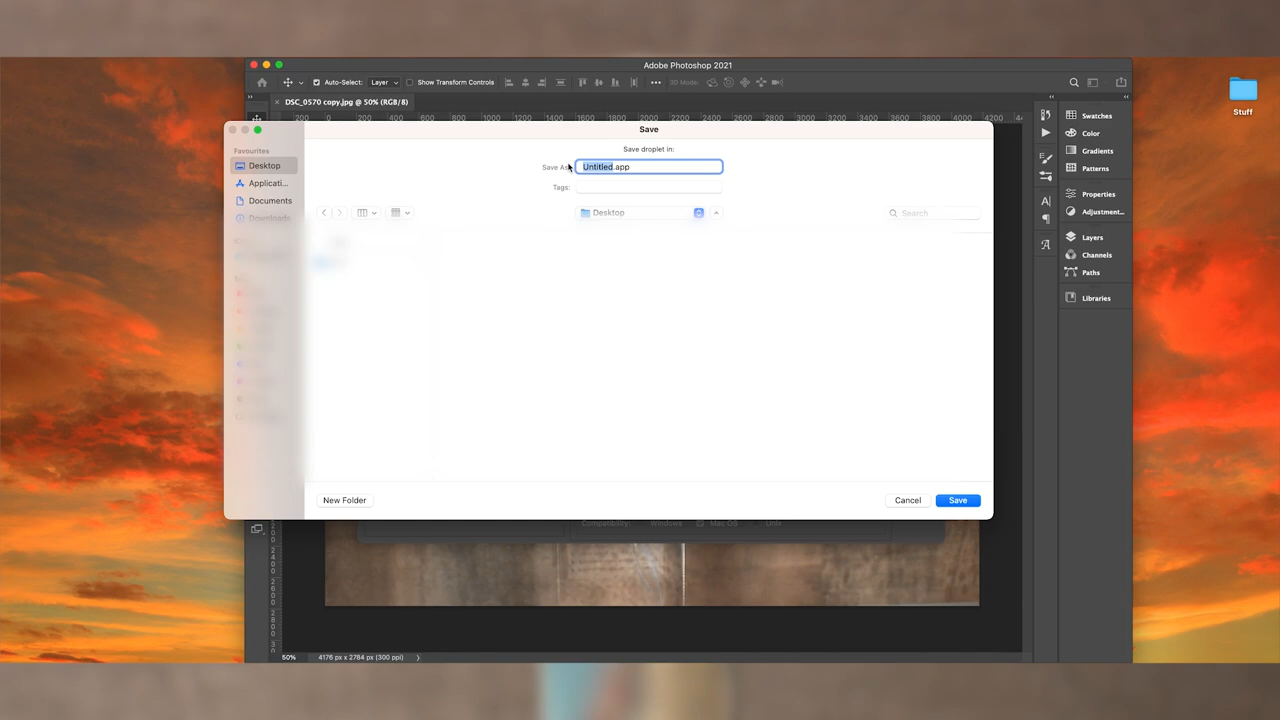 Adobe Photoshop 2021
Auto-Select: Layer Show Transform Controls 3D Mode:
DSC_0570 copy.jpg @ 50% (RGB/8)
200 0 200 400 600 800 1000 1200 1400 1600 1800 2000 2200 2400 2600 2800 3000 3200 3400 3600 3800 4000 4200
Stuff
Save
Favourites
Desktop
Applicati...
Documents
Downloads
Save droplet in:
Save As: Untitled.app
Tags:
Desktop
Search
New Folder
Cancel
Save
Swatches
Color
Gradients
Patterns
Properties
Adjustment...
Layers
Channels
Paths
Libraries
Compatibility: Windows Mac OS Unix
50% 4176 px x 2784 px (300 ppi)